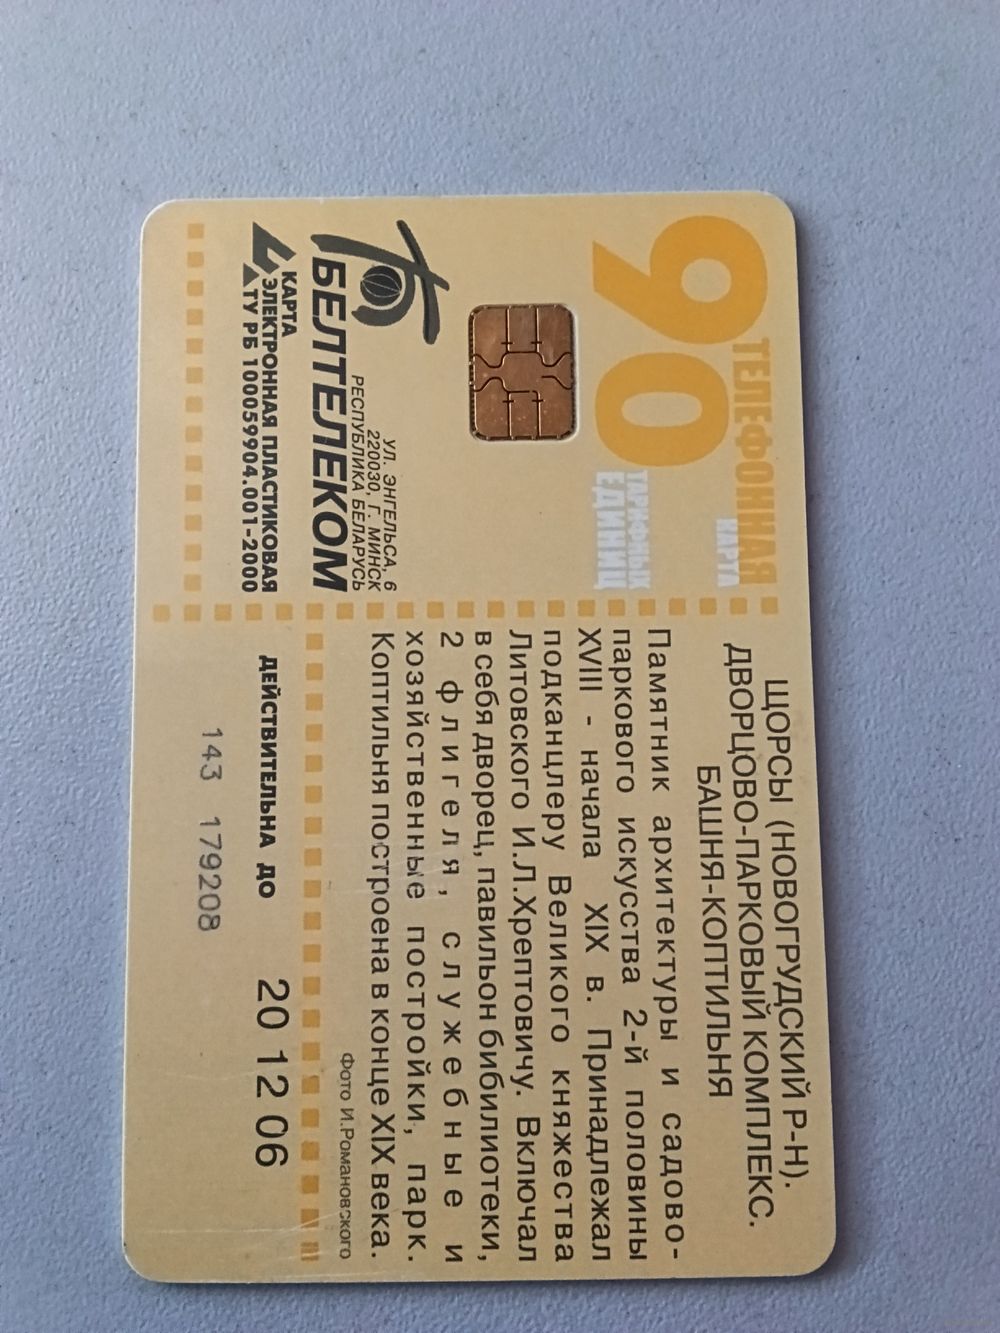 ТЕЛЕФОННАЯ
КАРТА
90
ТАРИФНЫХ
ЕДИНИЦ
УЛ. ЭНГЕЛЬСА, 6
220030, Г. МИНСК
РЕСПУБЛИКА БЕЛАРУСЬ
БЕЛТЕЛЕКОМ
КАРТА
ЭЛЕКТРОННАЯ ПЛАСТИКОВАЯ
ТУ РБ 100059904.001-2000
ЩОРСЫ (НОВОГРУДСКИЙ Р-Н).
ДВОРЦОВО-ПАРКОВЫЙ КОМПЛЕКС.
БАШНЯ-КОПТИЛЬНЯ
Памятник архитектуры и садово-
паркового искусства 2-й половины
XVIII - начала XIX в. Принадлежал
подканцлеру Великого княжества
Литовского И.Л.Хрептовичу. Включал
в себя дворец, павильон бибилиотеки,
2 флигеля, служебные и
хозяйственные постройки, парк.
Коптильня построена в конце XIX века.
Фото И.Романовского
ДЕЙСТВИТЕЛЬНА ДО 20 12 06
143 179208